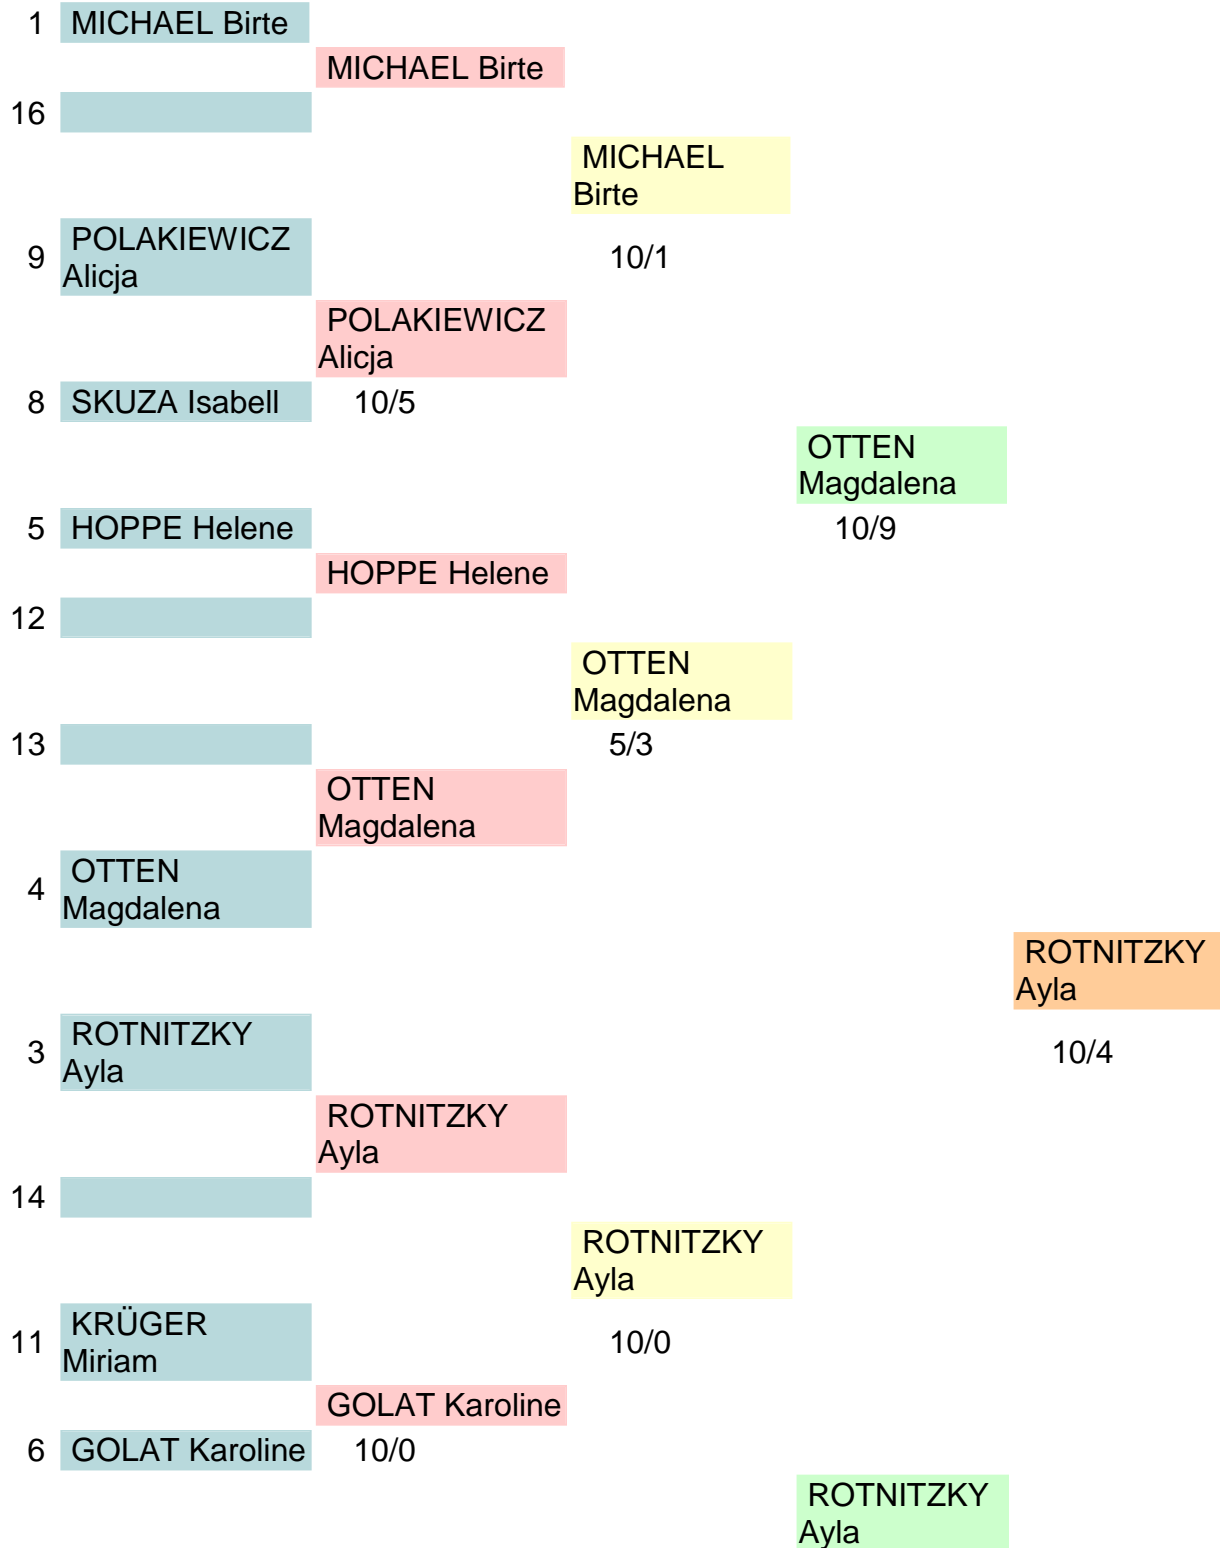 1 MICHAEL Birte
MICHAEL Birte
16
MICHAEL
Birte
9 POLAKIEWICZ
Alicja
10/1
POLAKIEWICZ
Alicja
8 SKUZA Isabell 10/5
OTTEN
Magdalena
5 HOPPE Helene 10/9
HOPPE Helene
12
OTTEN
Magdalena
13 5/3
OTTEN
Magdalena
4 OTTEN
Magdalena
ROTNITZKY
Ayla
3 ROTNITZKY
Ayla
10/4
ROTNITZKY
Ayla
14
ROTNITZKY
Ayla
11 KRÜGER
Miriam
10/0
GOLAT Karoline
6 GOLAT Karoline 10/0
ROTNITZKY
Ayla